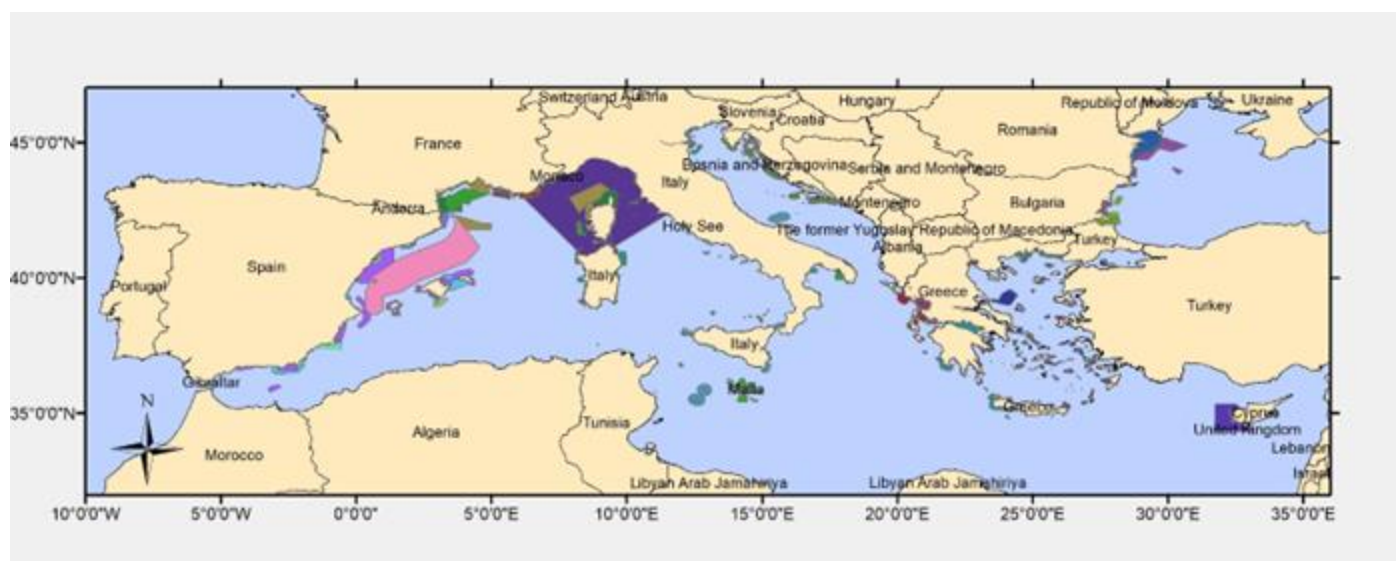 Switzerland Austria
Hungary
Republic of Moldova
Ukraine
Slovenia
Croatia
Romania
45°0'0"N
France
Bosnia and Herzegovina
Serbia and Montenegro
Monaco
Italy
Andorra
Montenegro
Bulgaria
Holy See
The former Yugoslav Republic of Macedonia
Turkey
Albania
Spain
40°0'0"N
Italy
Portugal
Greece
Turkey
Italy
Gibraltar
Malta
N
35°0'0"N
Greece
Cyprus
United Kingdom
Tunisia
Algeria
Morocco
Lebanon
Israel
Libyan Arab Jamahiriya
Libyan Arab Jamahiriya
10°0'0"W
5°0'0"W
0°0'0"
5°0'0"E
10°0'0"E
15°0'0"E
20°0'0"E
25°0'0"E
30°0'0"E
35°0'0"E